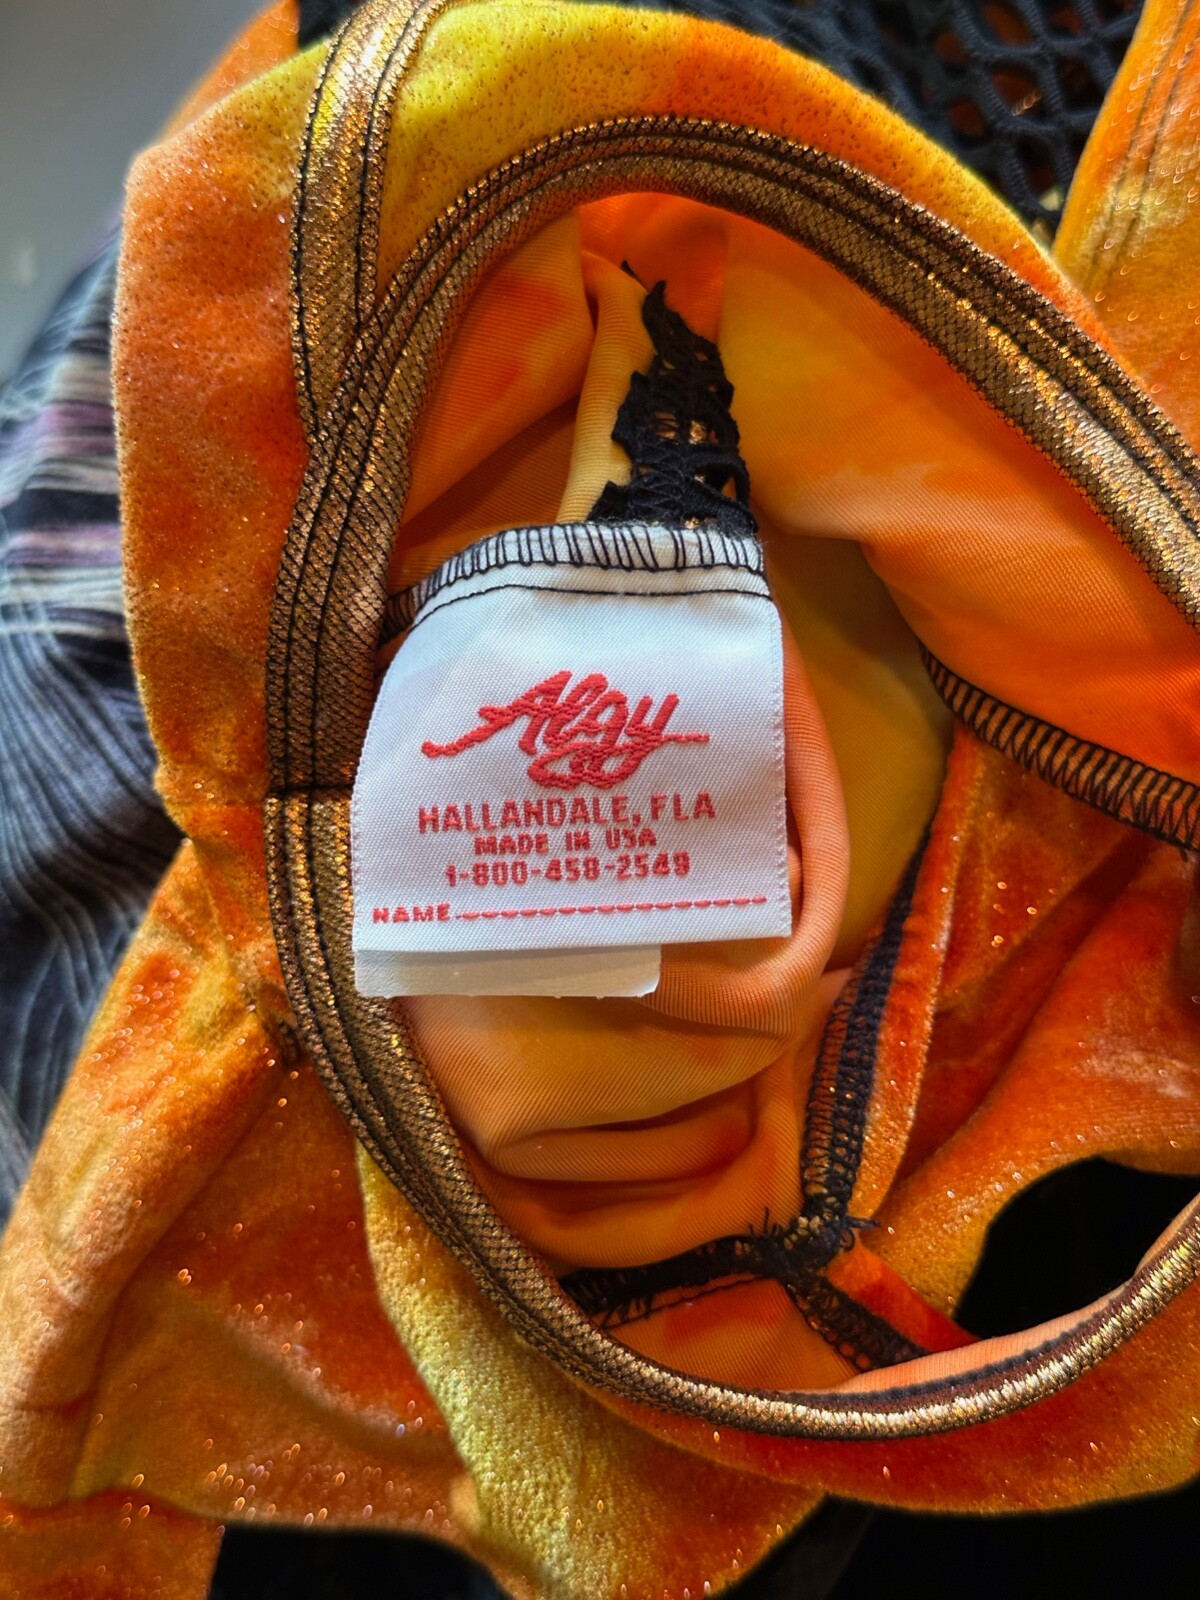 Algy
HALLANDALE, FLA
MADE IN USA
1-800-458-2549
NAME